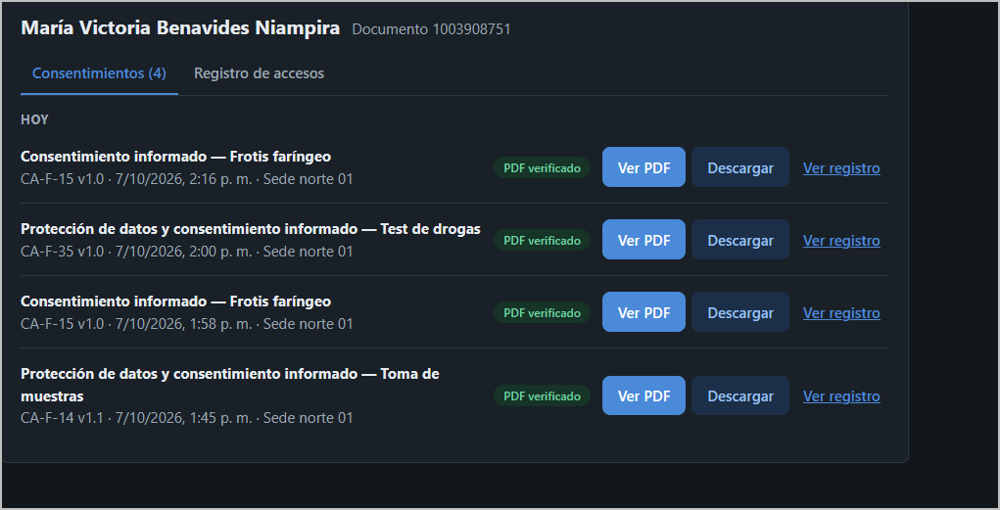 María Victoria Benavides Niampira Documento 1003908751
Consentimientos (4) Registro de accesos
HOY
Consentimiento informado — Frotis faríngeo
CA-F-15 v1.0 · 7/10/2026, 2:16 p. m. · Sede norte 01
PDF verificado Ver PDF Descargar Ver registro
Protección de datos y consentimiento informado — Test de drogas
CA-F-35 v1.0 · 7/10/2026, 2:00 p. m. · Sede norte 01
PDF verificado Ver PDF Descargar Ver registro
Consentimiento informado — Frotis faríngeo
CA-F-15 v1.0 · 7/10/2026, 1:58 p. m. · Sede norte 01
PDF verificado Ver PDF Descargar Ver registro
Protección de datos y consentimiento informado — Toma de
muestras
CA-F-14 v1.1 · 7/10/2026, 1:45 p. m. · Sede norte 01
PDF verificado Ver PDF Descargar Ver registro